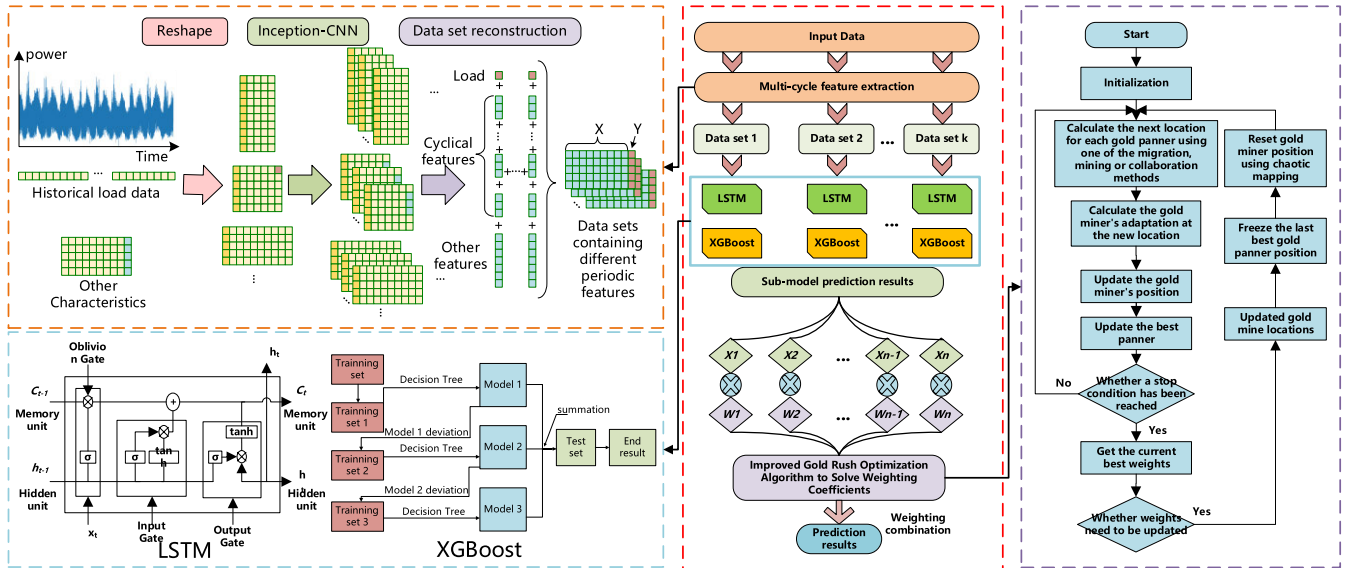 Reshape
Inception-CNN
Data set reconstruction
power
Time
Historical load data
...
Other
Characteristics
Load
Cyclical
features
Other
features
X
Y
Data sets
containing
different
periodic
features
Oblivio
n Gate
Ct-1
Memory
unit
ht-1
Hidden
unit
xt
Input
Gate
Output
Gate
σ
σ
tan
h
σ
tanh
ht
Ct
Memory
unit
h
Hidden
unit
LSTM
Trainning
set
Trainning
set 1
Trainning
set 2
Trainning
set 3
Decision Tree
Model 1 deviation
Decision Tree
Model 2 deviation
Decision Tree
Model 1
Model 2
Model 3
summation
Test
set
End
result
XGBoost
Input Data
Multi-cycle feature extraction
Data set 1
Data set 2
...
Data set k
LSTM
LSTM
LSTM
XGBoost
XGBoost
...
XGBoost
Sub-model prediction results
X1
X2
...
Xn-1
Xn
W1
W2
...
Wn-1
Wn
Improved Gold Rush Optimization
Algorithm to Solve Weighting
Coefficients
Weighting
combination
Prediction
results
Start
Initialization
Calculate the next location
for each gold panner using
one of the migration,
mining or collaboration
methods
Calculate the gold
miner's adaptation at
the new location
Update the gold
miner's position
Update the best
panner
No
Whether a stop
condition has been
reached
Yes
Get the current
best weights
Whether weights
need to be updated
Yes
Reset gold
miner position
using chaotic
mapping
Freeze the last
best gold
panner position
Updated gold
mine locations